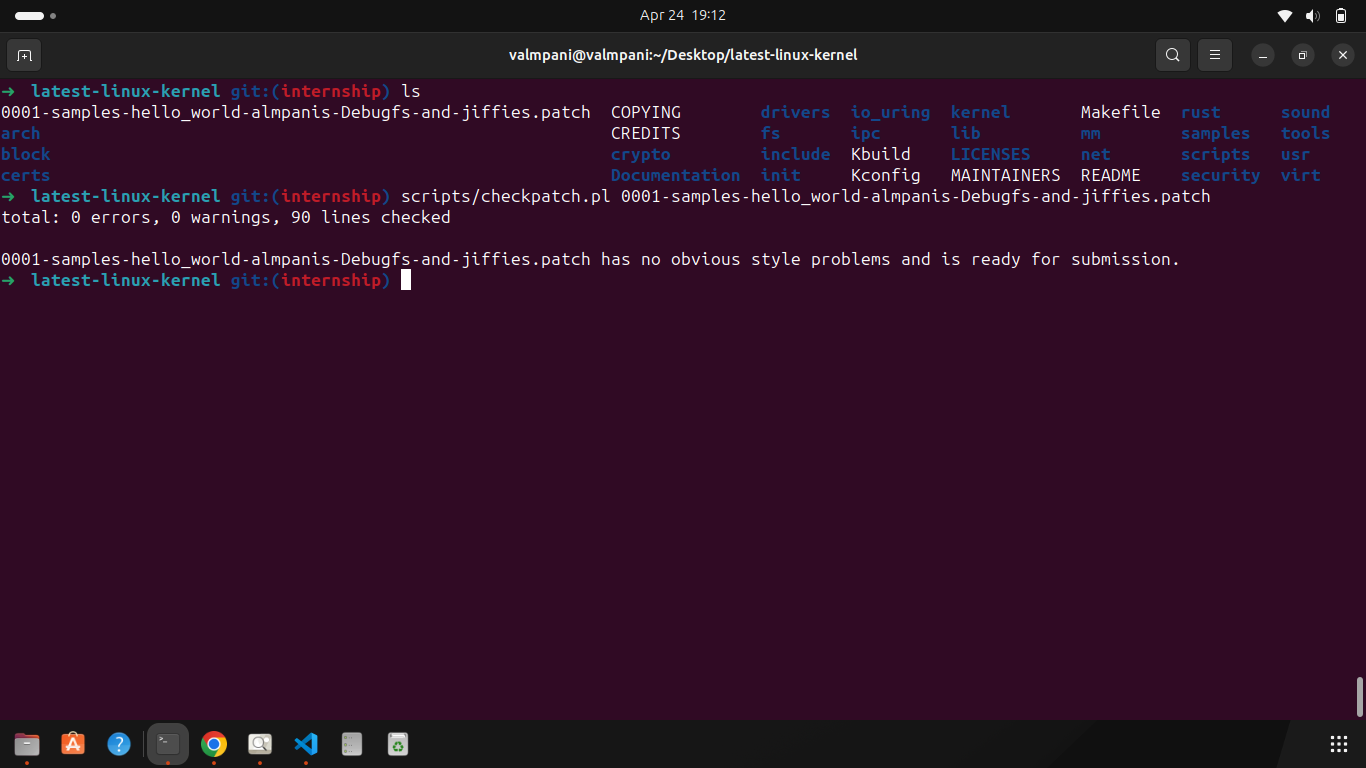 Apr 24 19:12
valmpani@valmpani:~/Desktop/latest-linux-kernel
➜ latest-linux-kernel git:(internship) ls
0001-samples-hello_world-almpanis-Debugfs-and-jiffies.patch COPYING drivers io_uring kernel Makefile rust sound
arch CREDITS fs ipc lib mm samples tools
block crypto include Kbuild LICENSES net scripts usr
certs Documentation init Kconfig MAINTAINERS README security virt
➜ latest-linux-kernel git:(internship) scripts/checkpatch.pl 0001-samples-hello_world-almpanis-Debugfs-and-jiffies.patch
total: 0 errors, 0 warnings, 90 lines checked
0001-samples-hello_world-almpanis-Debugfs-and-jiffies.patch has no obvious style problems and is ready for submission.
➜ latest-linux-kernel git:(internship)